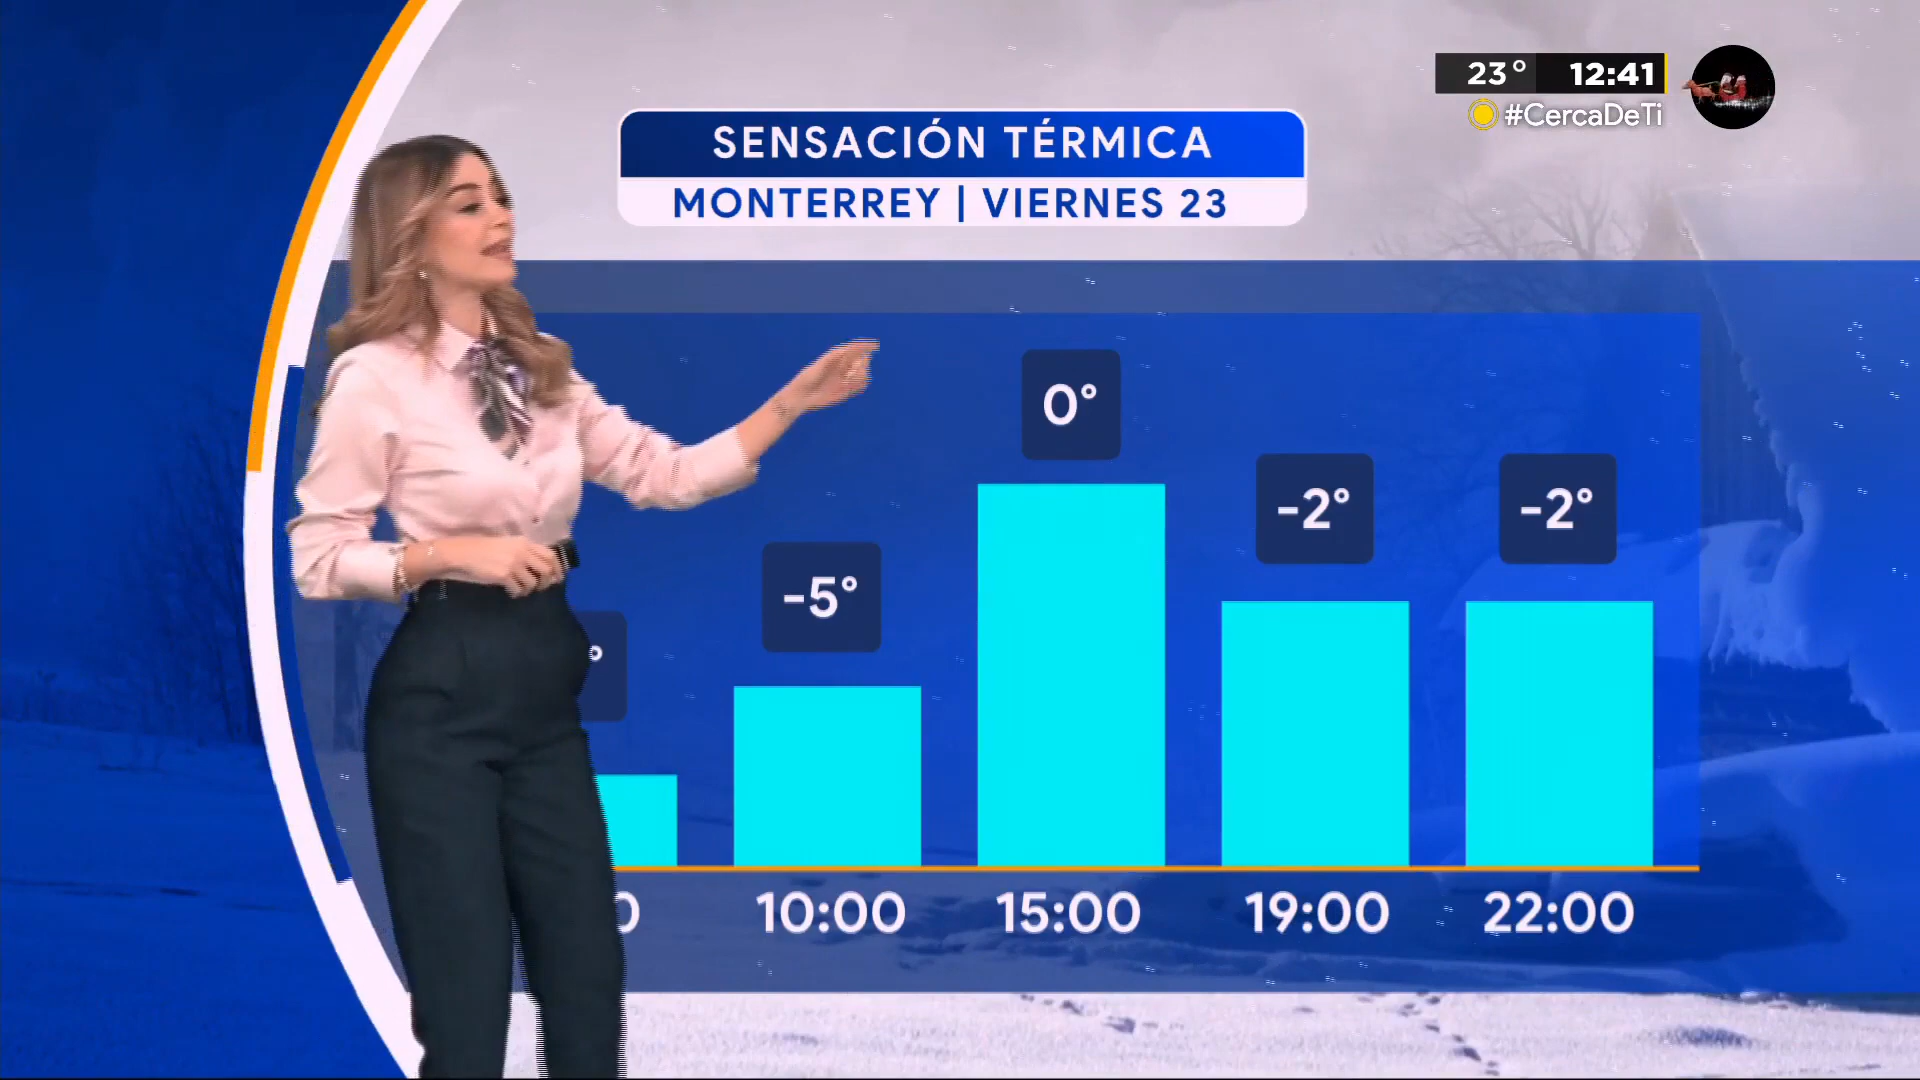 23° 12:41
#CercaDeTi
SENSACIÓN TÉRMICA
MONTERREY | VIERNES 23
0°
-2° -2°
-5°
10:00 15:00 19:00 22:00